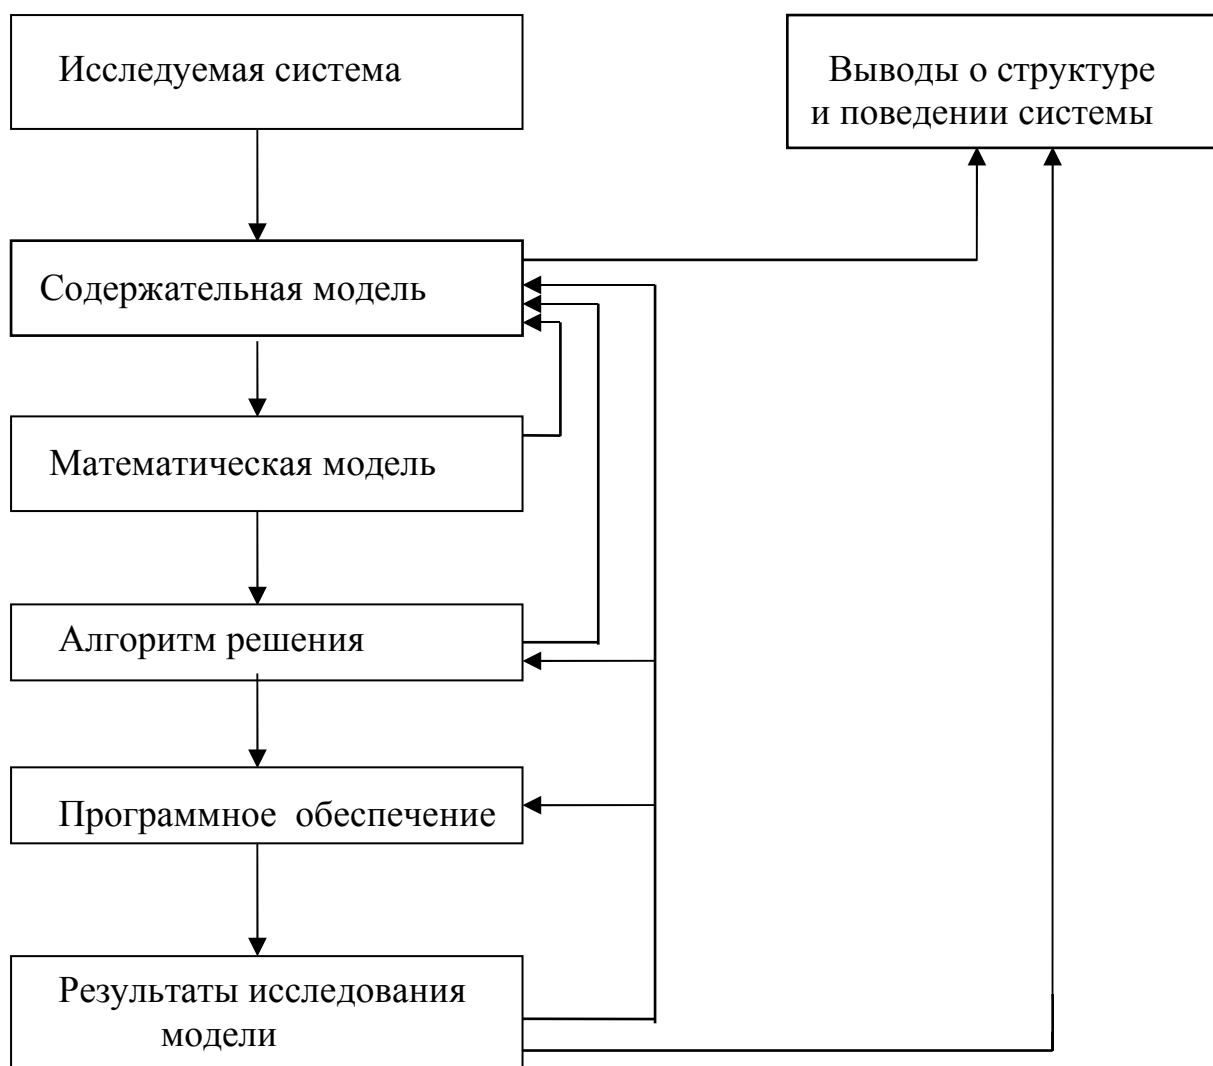 Исследуемая система
Выводы о структуре
и поведении системы
Содержательная модель
Математическая модель
Алгоритм решения
Программное обеспечение
Результаты исследования
модели